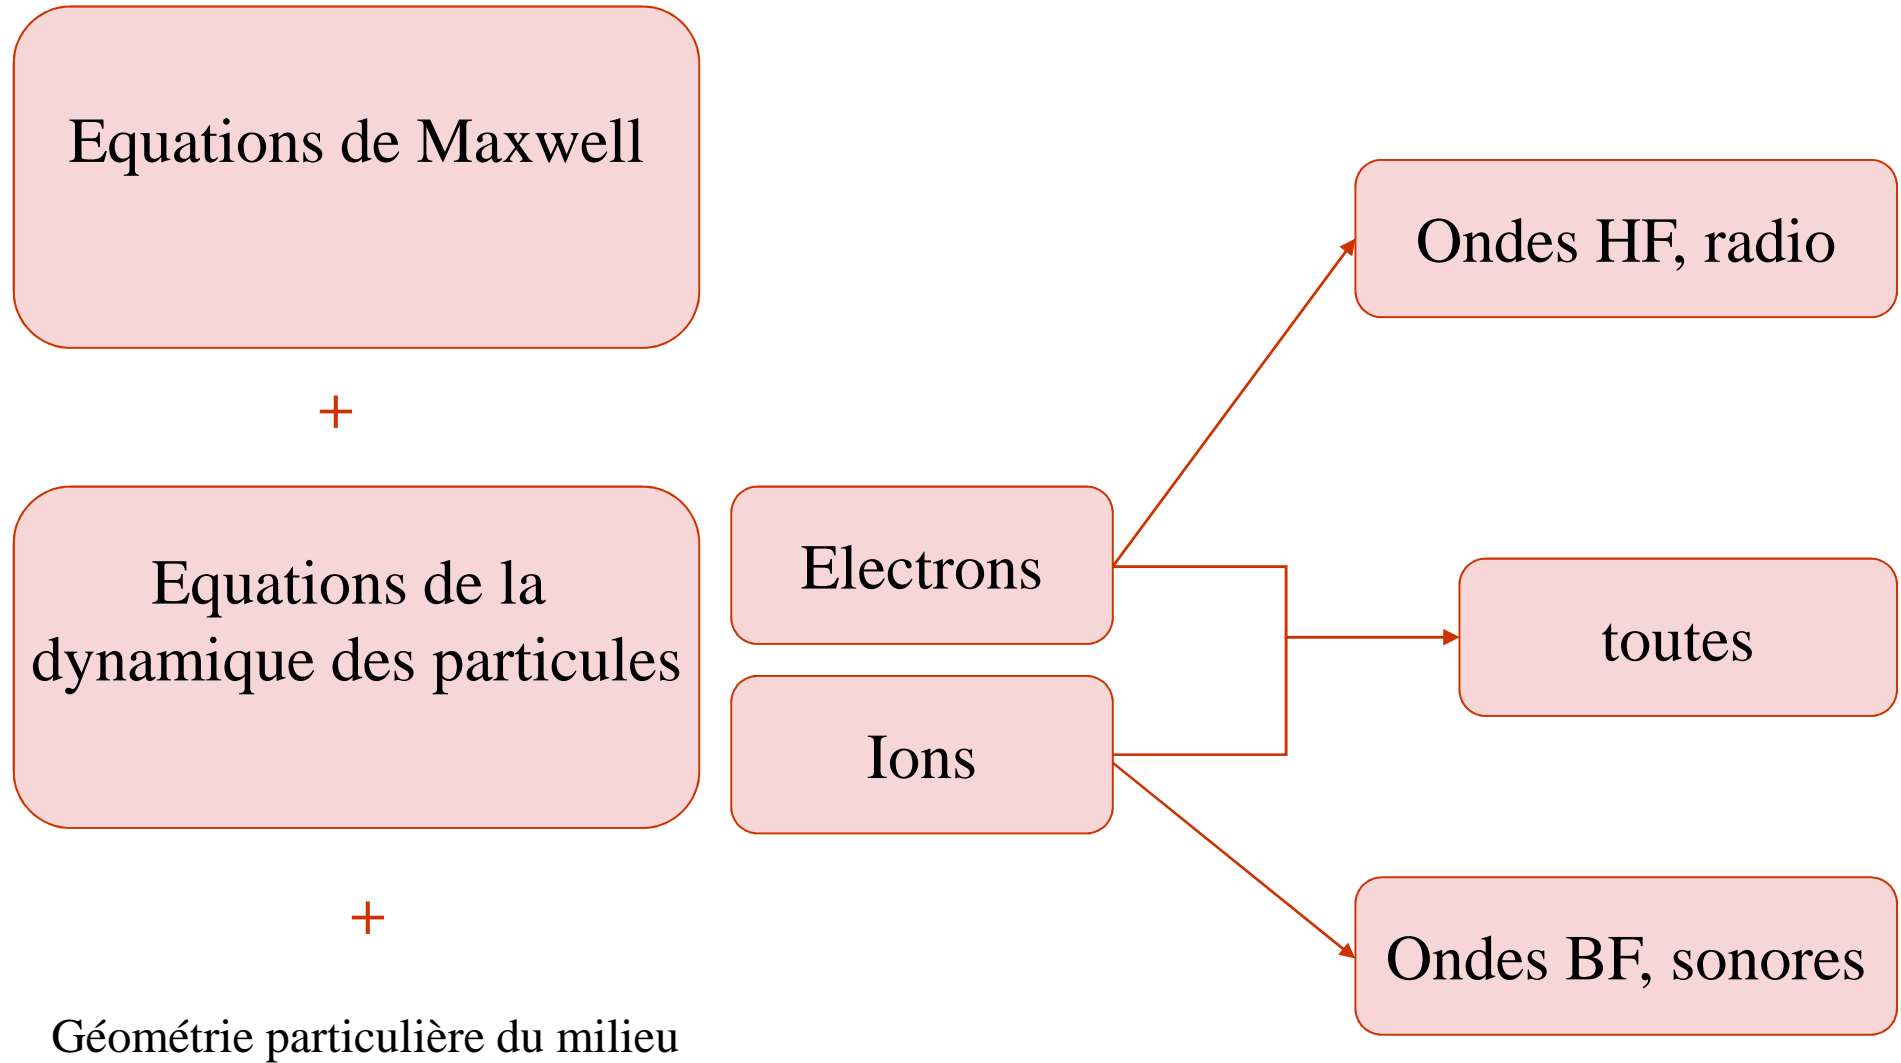 Equations de Maxwell
+
Equations de la
dynamique des particules
+
Géométrie particulière du milieu
Electrons
Ions
Ondes HF, radio
toutes
Ondes BF, sonores